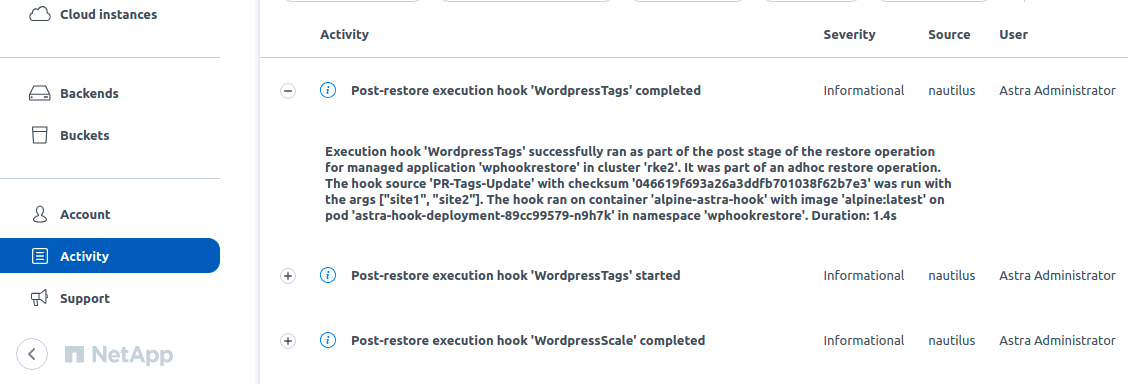 Cloud instances
Backends
Buckets
Account
Activity
Support
NetApp
Activity Severity Source User
Post-restore execution hook 'WordpressTags' completed Informational nautilus Astra Administrator
Execution hook 'WordpressTags' successfully ran as part of the post stage of the restore operation
for managed application 'wphookrestore' in cluster 'rke2'. It was part of an adhoc restore operation.
The hook source 'PR-Tags-Update' with checksum '046619f693a26a3ddfb701038f62b7e3' was run with
the args ["site1", "site2"]. The hook ran on container 'alpine-astra-hook' with image 'alpine:latest' on
pod 'astra-hook-deployment-89cc99579-n9h7k' in namespace 'wphookrestore'. Duration: 1.4s
Post-restore execution hook 'WordpressTags' started Informational nautilus Astra Administrator
Post-restore execution hook 'WordpressScale' completed Informational nautilus Astra Administrator